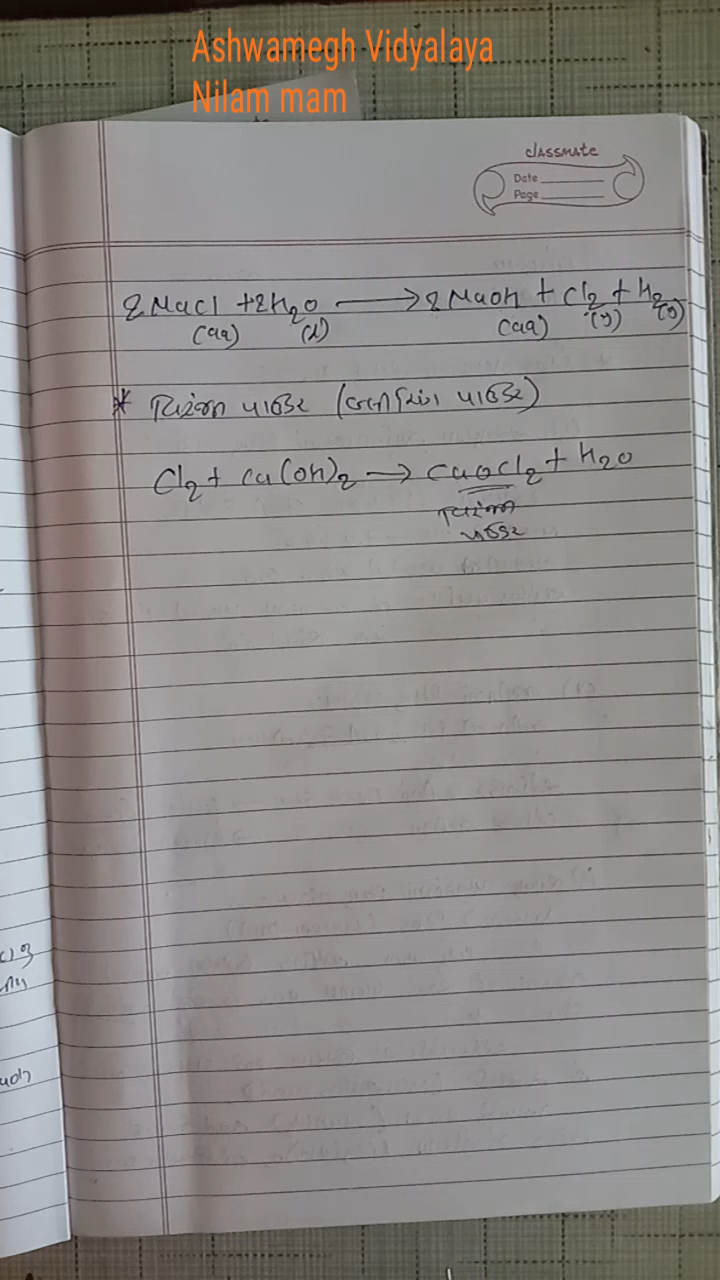 Ashwamegh Vidyalaya
Nilam mam
classmate
Date
Page
2NaCl + 2H₂O ⟶ 2NaOH + Cl₂ + H₂
(aq) (l) (aq) (g) (g)
* વિરંજન પાઉડર (બ્લીચિંગ પાઉડર)
Cl₂ + Ca(OH)₂ → CaOCl₂ + H₂O
વિરંજન
પાઉડર